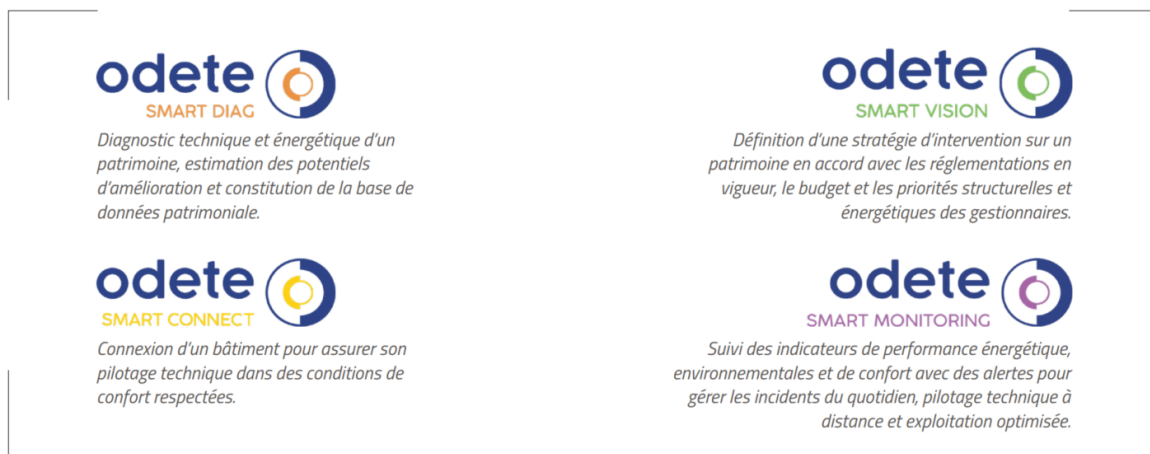 odete
SMART DIAG
Diagnostic technique et énergétique d'un
patrimoine, estimation des potentiels
d'amélioration et constitution de la base de
données patrimoniale.
odete
SMART VISION
Définition d'une stratégie d'intervention sur un
patrimoine en accord avec les réglementations en
vigueur, le budget et les priorités structurelles et
énergétiques des gestionnaires.
odete
SMART CONNECT
Connexion d'un bâtiment pour assurer son
pilotage technique dans des conditions de
confort respectées.
odete
SMART MONITORING
Suivi des indicateurs de performance énergétique,
environnementales et de confort avec des alertes pour
gérer les incidents du quotidien, pilotage technique à
distance et exploitation optimisée.